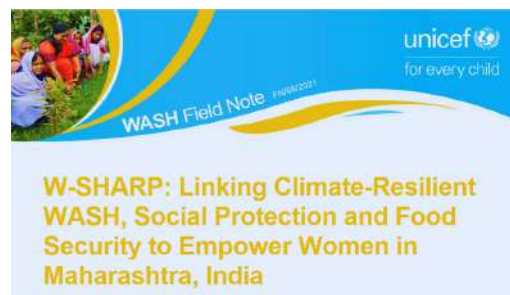 unicef
for every child
WASH Field Note FN/68/2021
W-SHARP: Linking Climate-Resilient
WASH, Social Protection and Food
Security to Empower Women in
Maharashtra, India